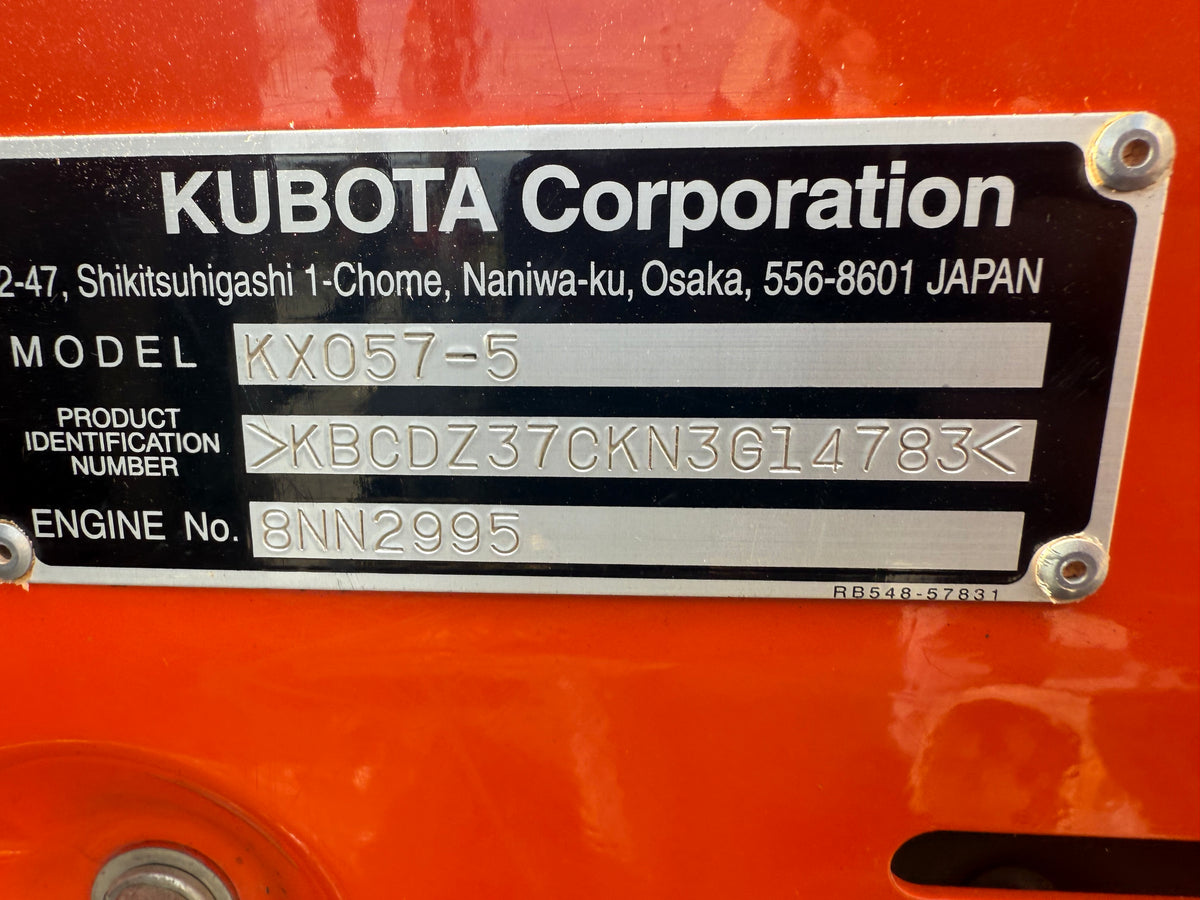 KUBOTA Corporation
2-47, Shikitsuhigashi 1-Chome, Naniwa-ku, Osaka, 556-8601 JAPAN
MODEL KX057-5
PRODUCT
IDENTIFICATION
NUMBER >KBCDZ37CKN3G14783<
ENGINE No. 8NN2995
RB548-57831